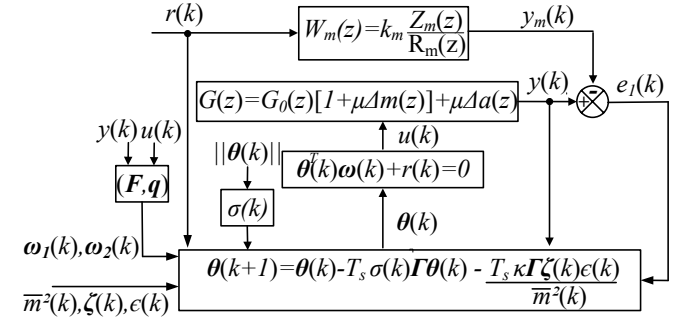 r(k)
W_m(z)=k_m Z_m(z)/R_m(z)
y_m(k)
G(z)=G_0(z)[1+μΔm(z)]+μΔa(z)
y(k)
+
-
e_1(k)
y(k) u(k)
||θ(k)||
u(k)
θ^T(k)ω(k)+r(k)=0
(F,q)
σ(k)
θ(k)
ω_1(k),ω_2(k)
θ(k+1)=θ(k)-T_s σ(k)Γθ(k) - T_s κΓζ(k)ϵ(k)/m̅²(k)
m̅²(k),ζ(k),ϵ(k)